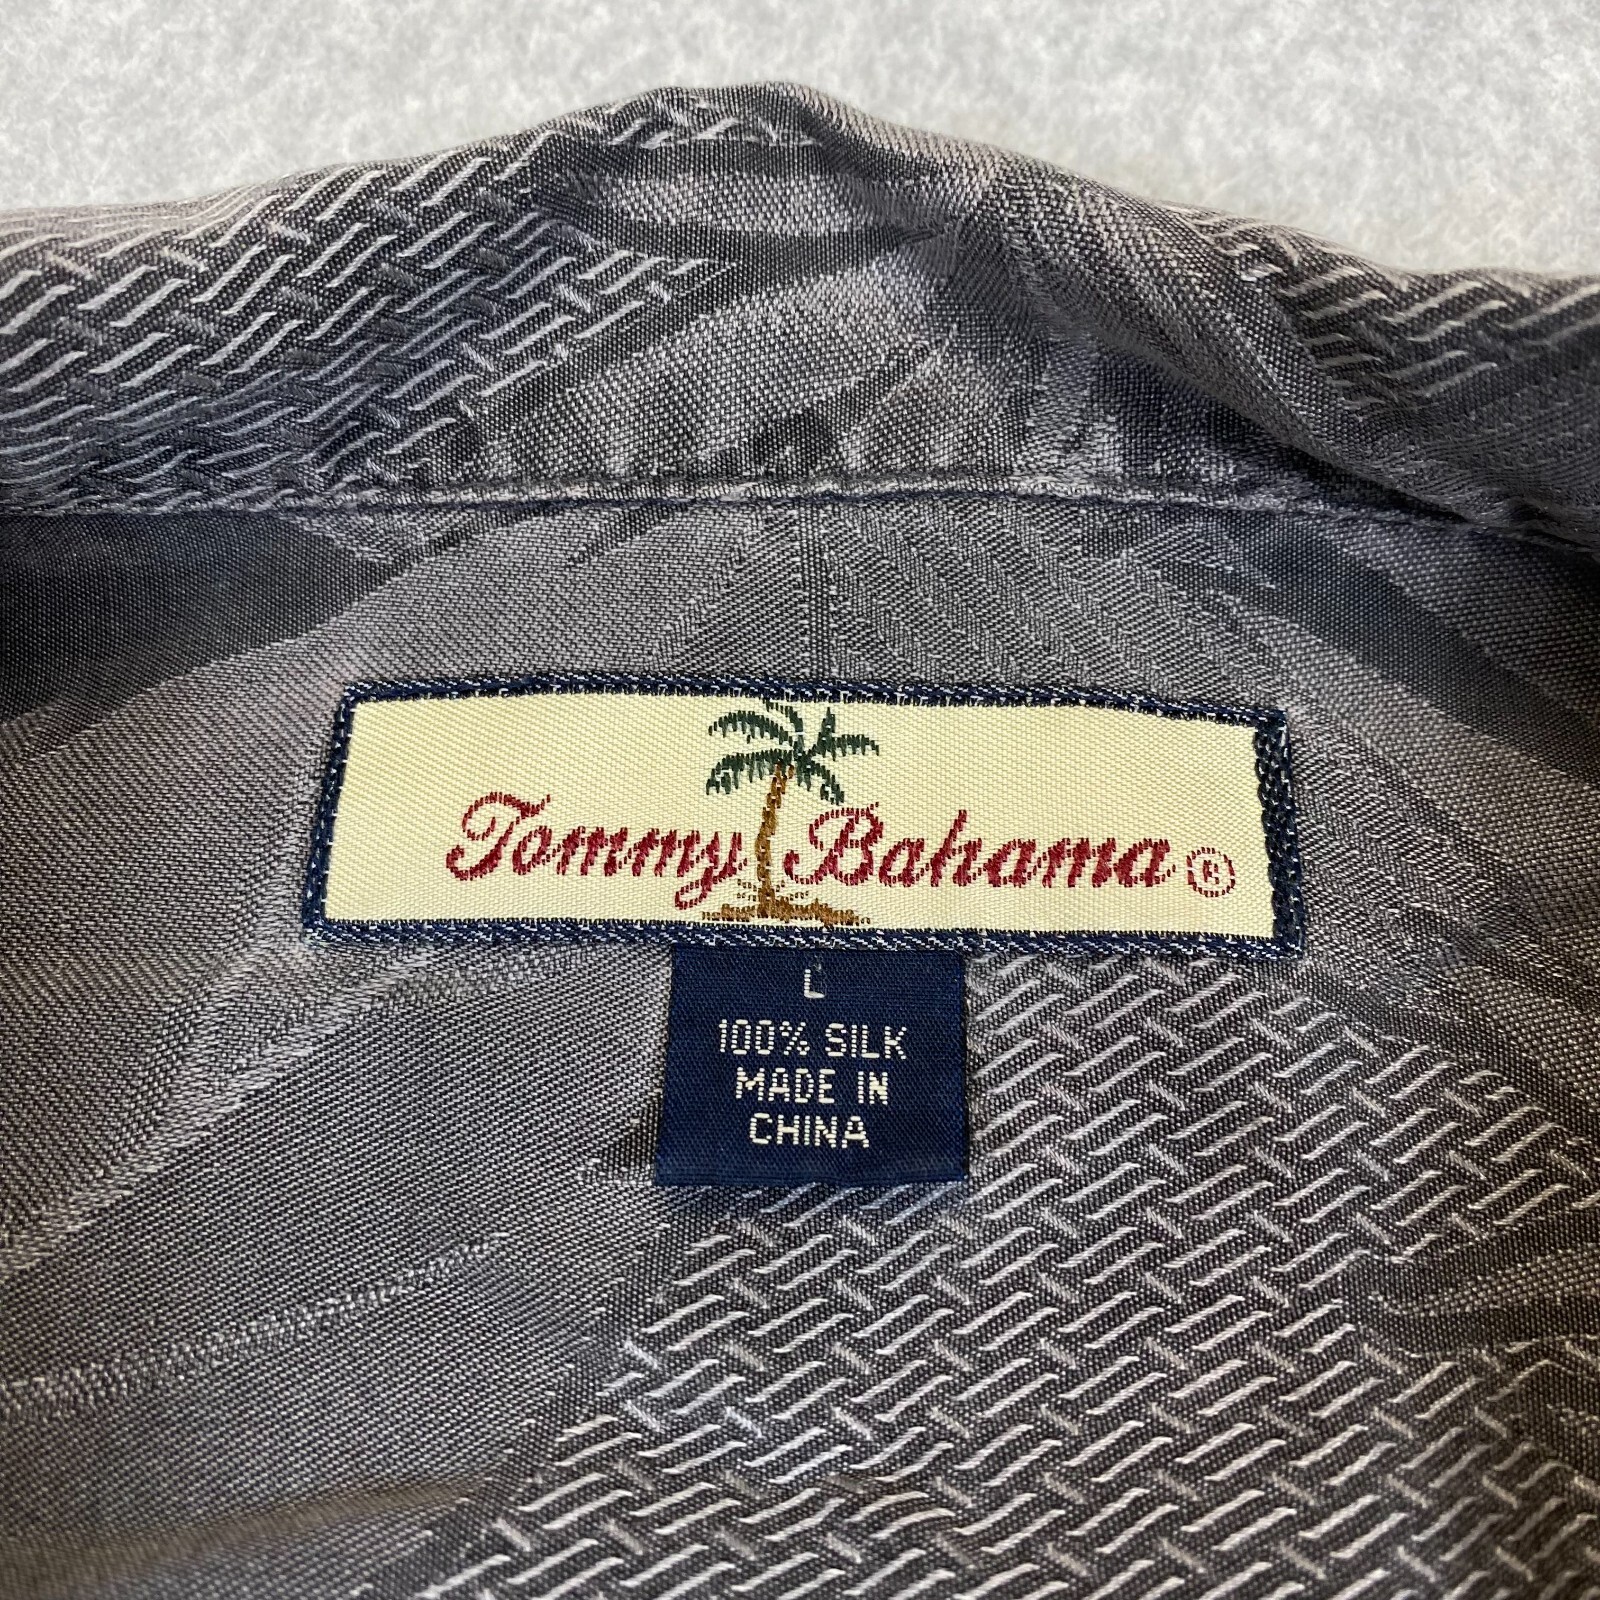 Tommy Bahama®
L
100% SILK
MADE IN
CHINA